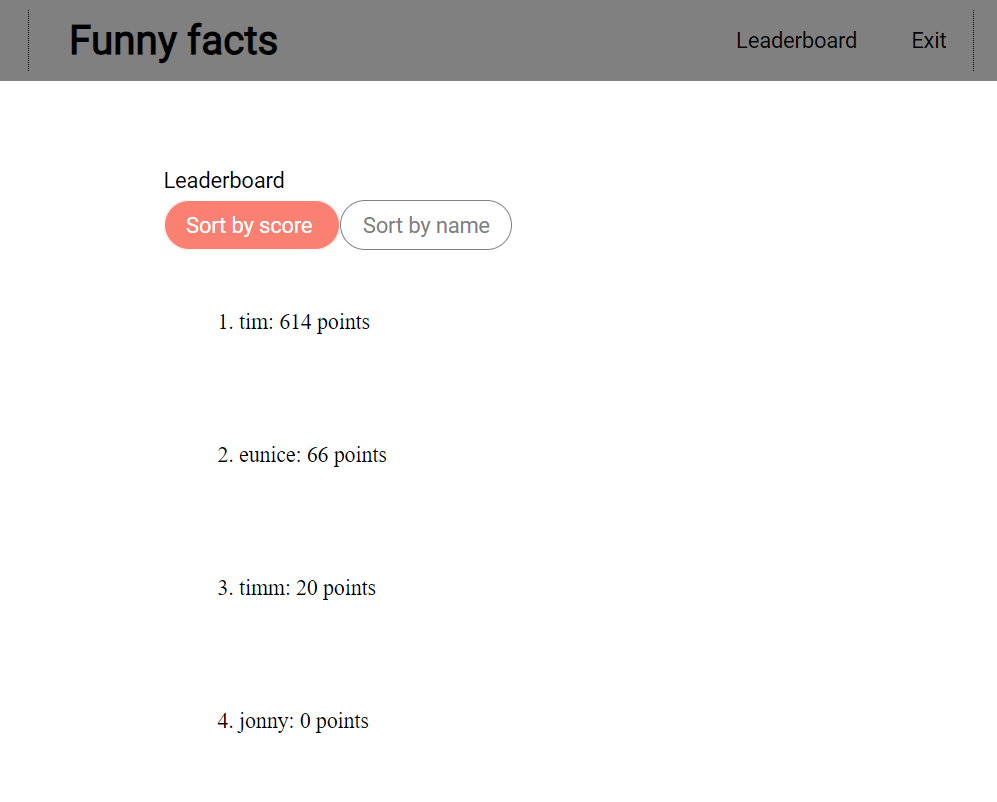 Funny facts Leaderboard Exit
Leaderboard
Sort by score Sort by name
1. tim: 614 points
2. eunice: 66 points
3. timm: 20 points
4. jonny: 0 points